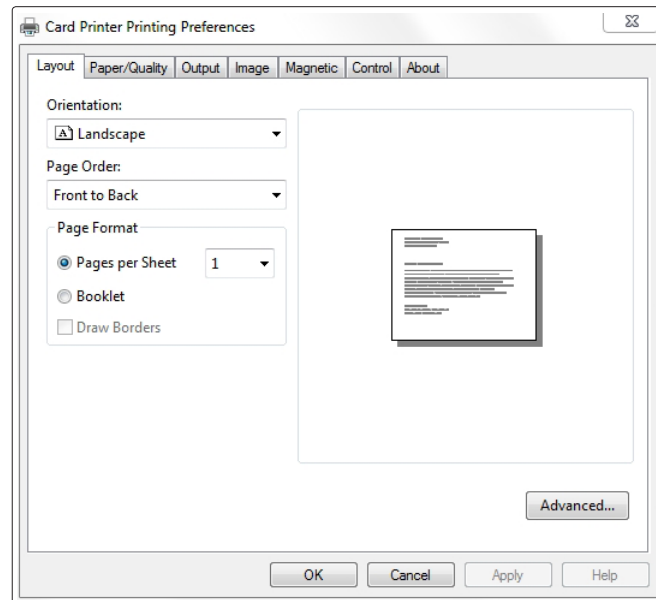 Card Printer Printing Preferences
Layout Paper/Quality Output Image Magnetic Control About
Orientation:
A Landscape
Page Order:
Front to Back
Page Format
Pages per Sheet 1
Booklet
Draw Borders
Advanced...
OK Cancel Apply Help